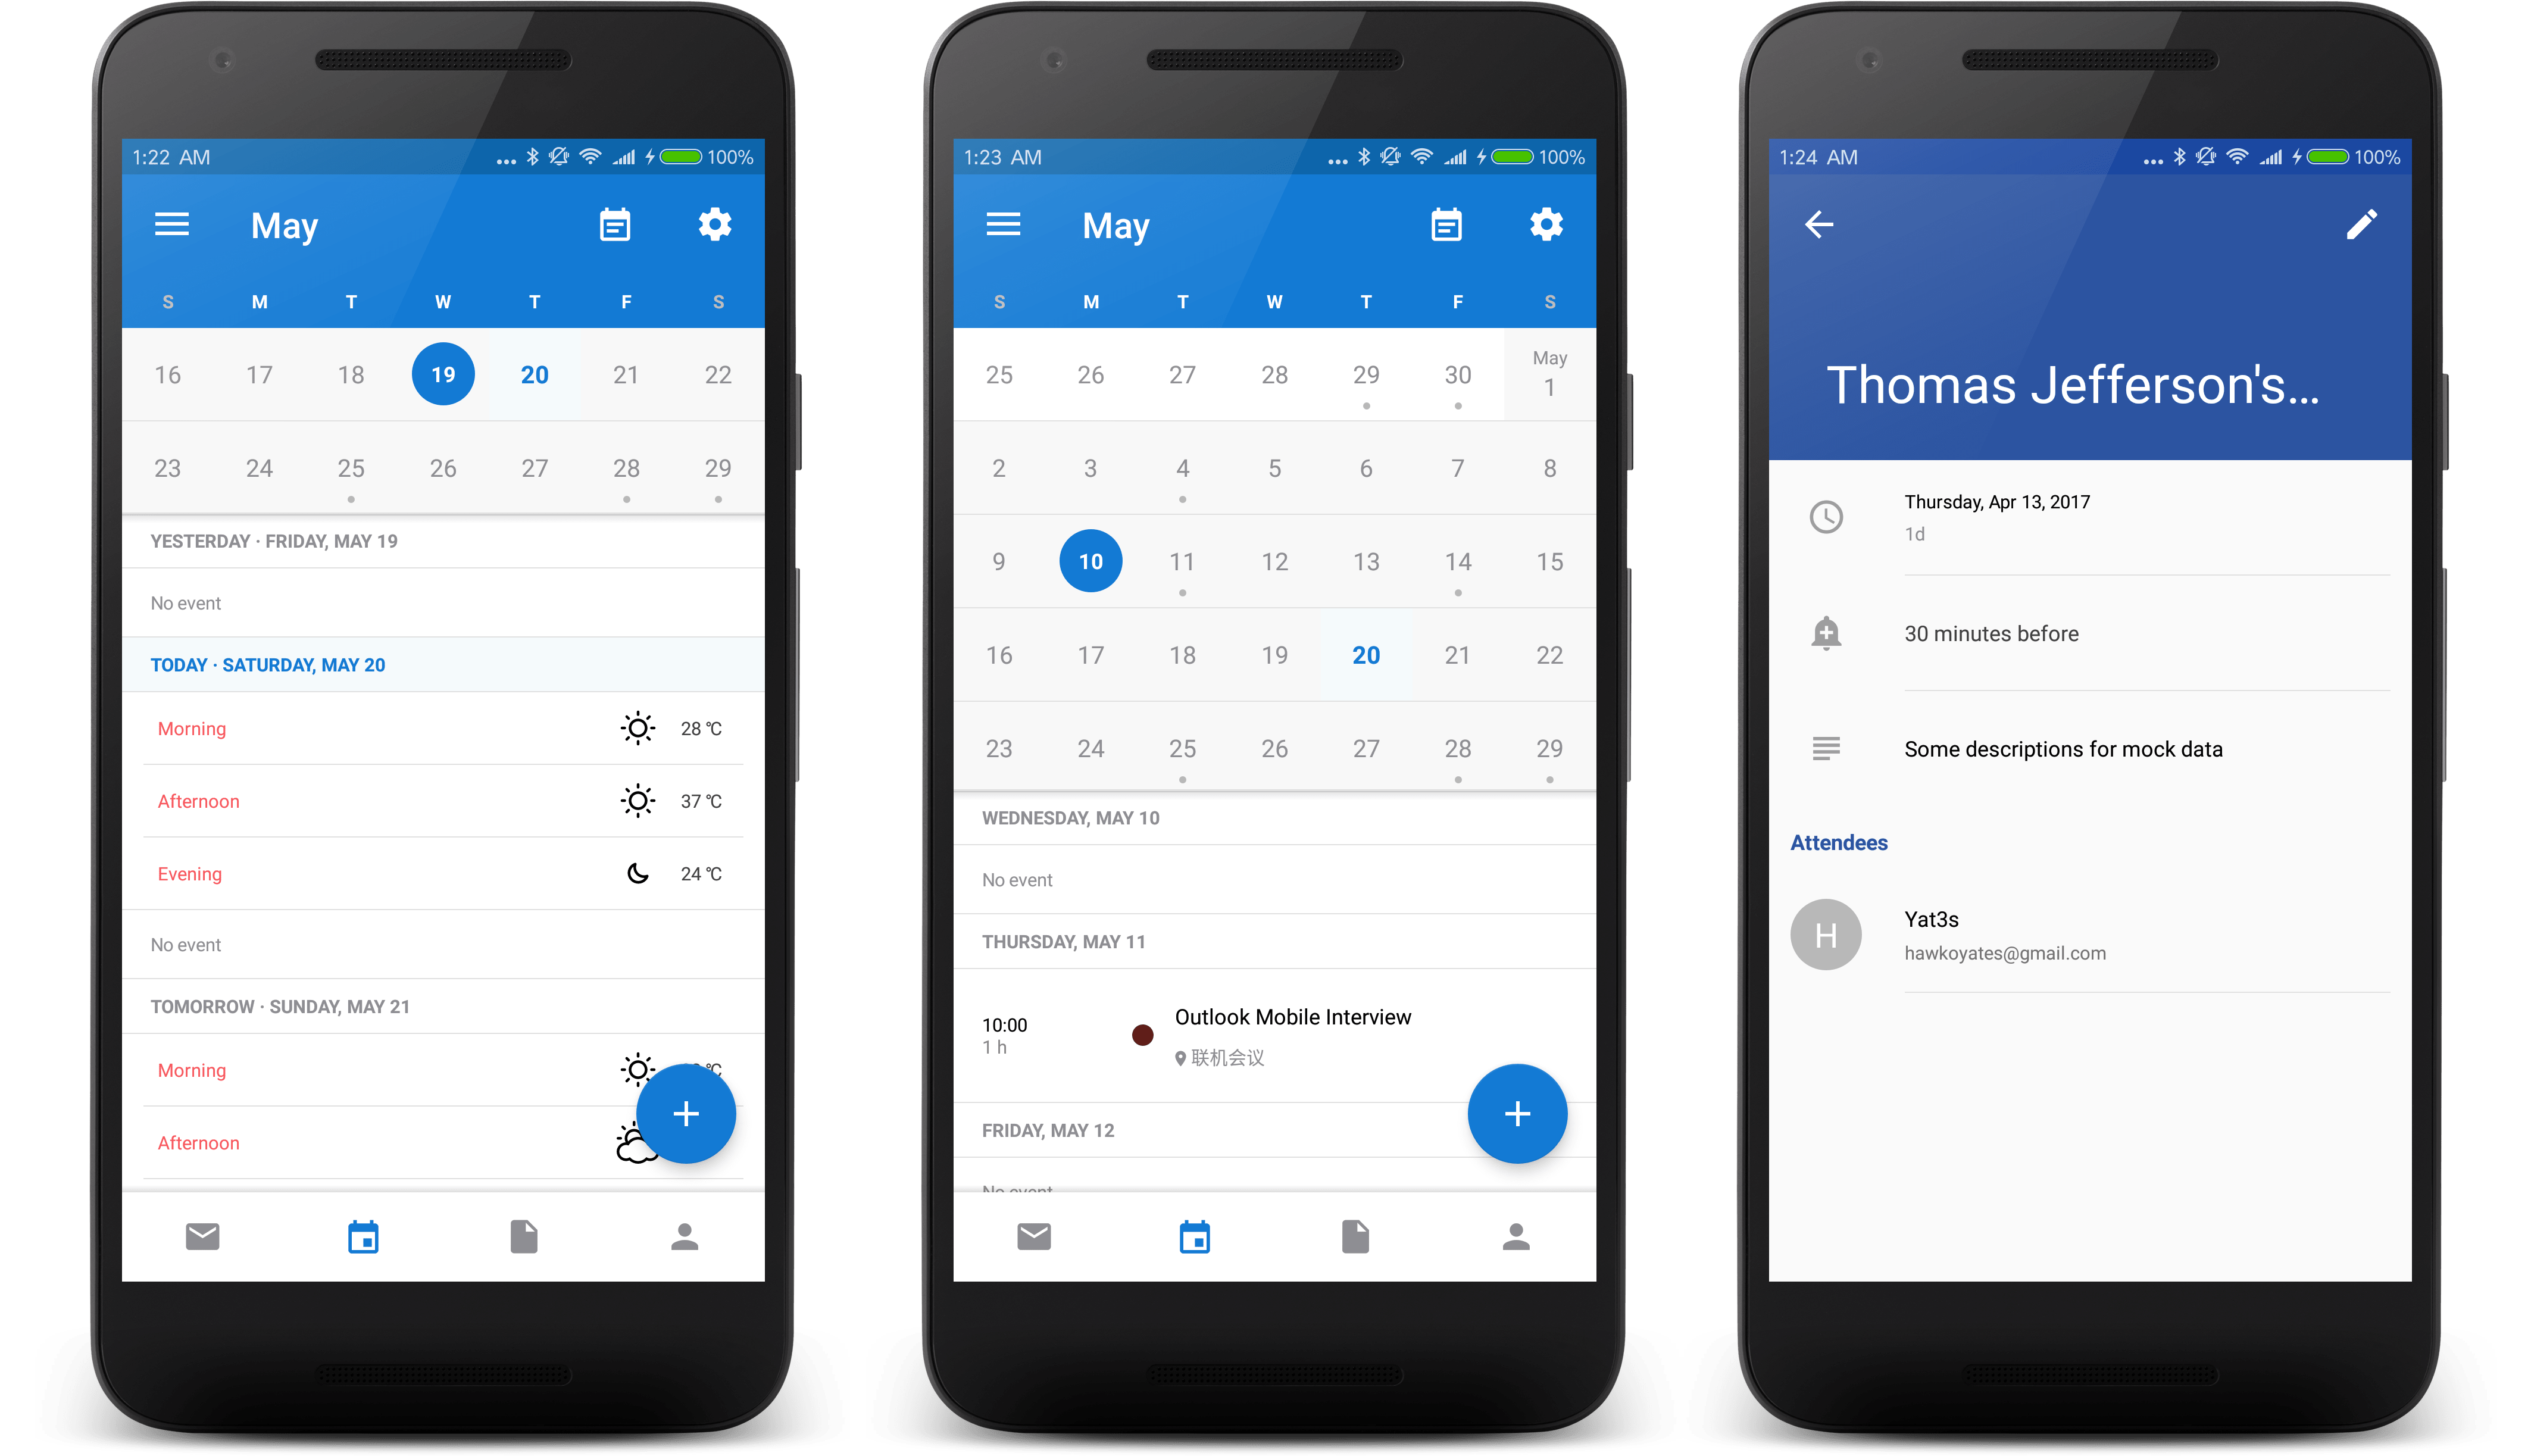 1:22 AM
100%
May
S M T W T F S
16 17 18 19 20 21 22
23 24 25 26 27 28 29
YESTERDAY · FRIDAY, MAY 19
No event
TODAY · SATURDAY, MAY 20
Morning 28 ℃
Afternoon 37 ℃
Evening 24 ℃
No event
TOMORROW · SUNDAY, MAY 21
Morning ℃
Afternoon
1:23 AM
100%
May
S M T W T F S
25 26 27 28 29 30 May 1
2 3 4 5 6 7 8
9 10 11 12 13 14 15
16 17 18 19 20 21 22
23 24 25 26 27 28 29
WEDNESDAY, MAY 10
No event
THURSDAY, MAY 11
10:00
1 h
Outlook Mobile Interview
联机会议
FRIDAY, MAY 12
No event
1:24 AM
100%
Thomas Jefferson's...
Thursday, Apr 13, 2017
1d
30 minutes before
Some descriptions for mock data
Attendees
H
Yat3s
hawkoyates@gmail.com